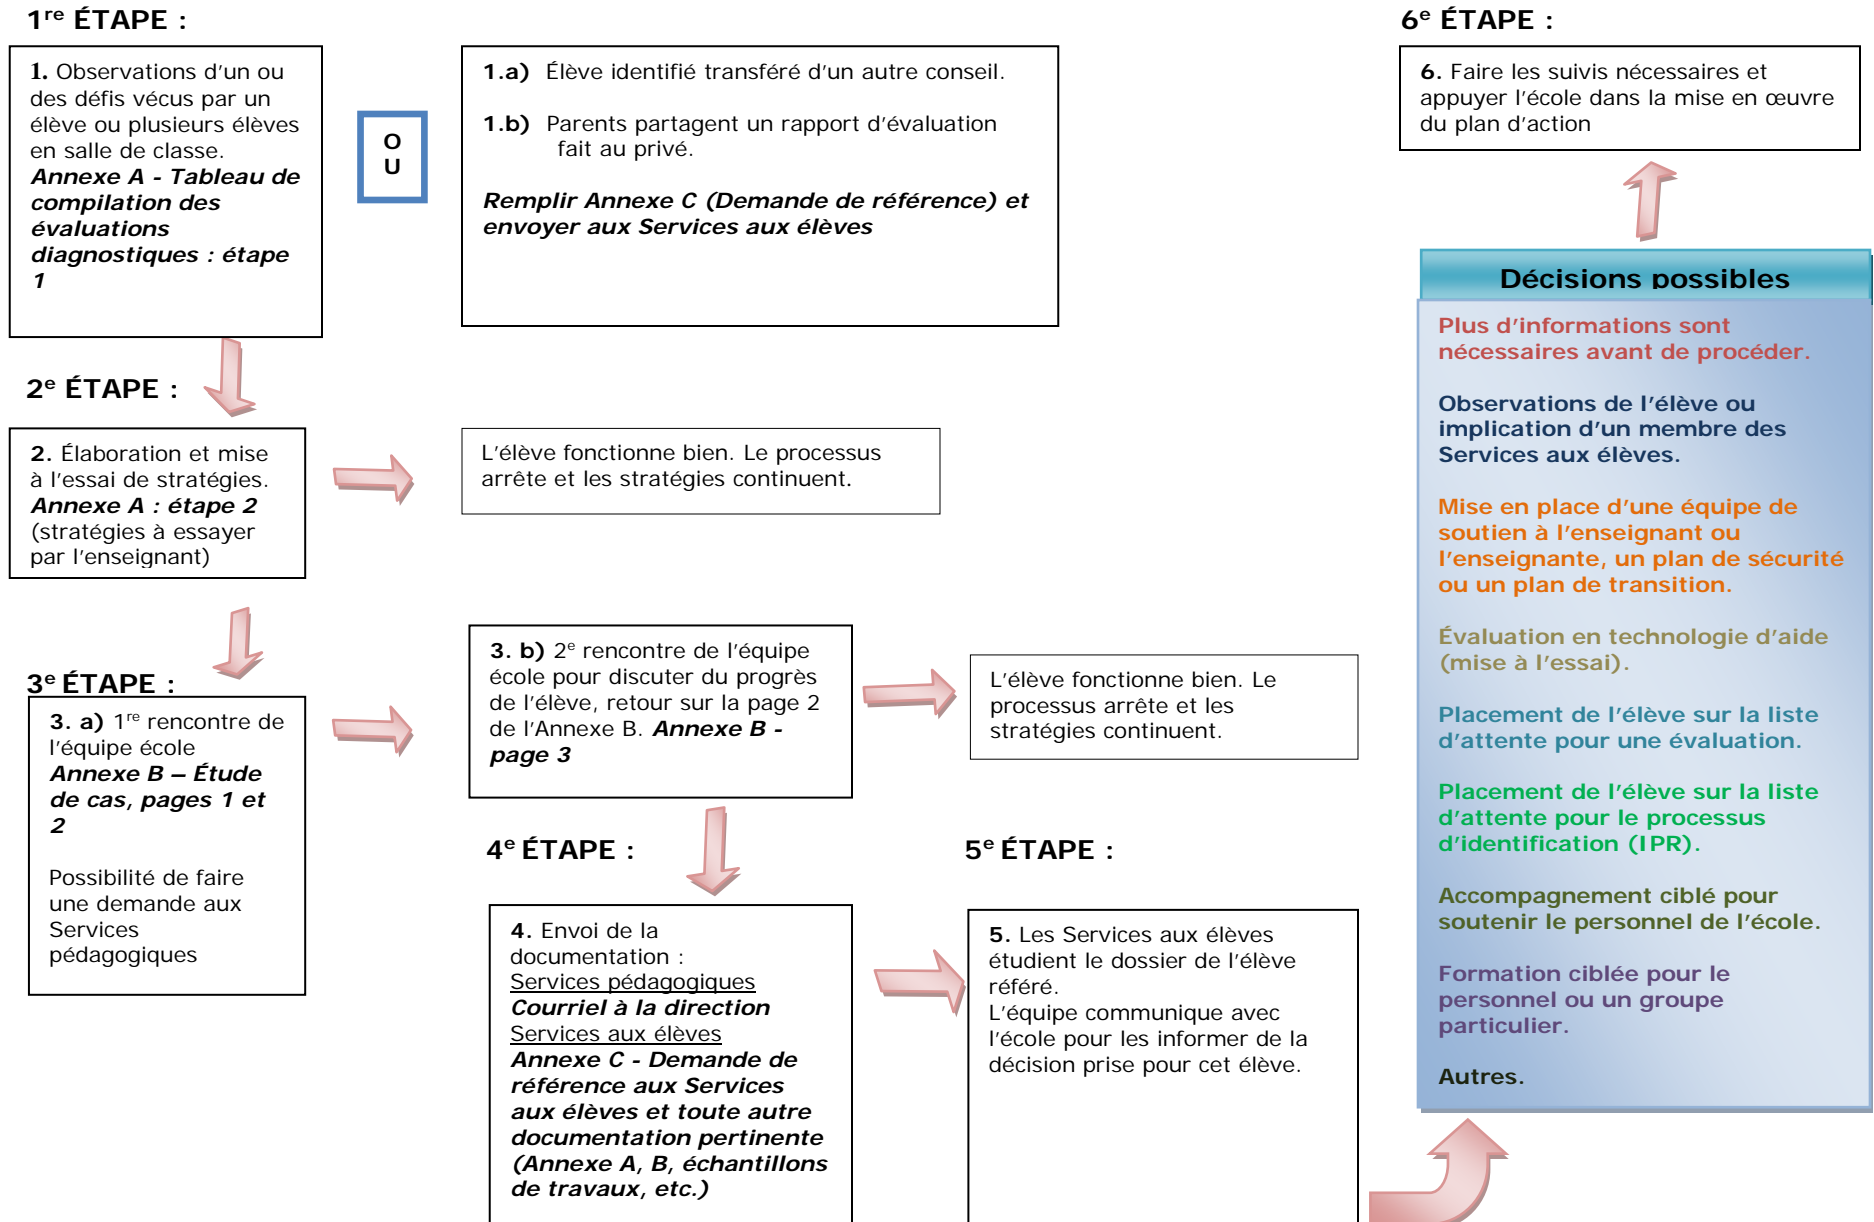 1re ÉTAPE :
1. Observations d'un ou
des défis vécus par un
élève ou plusieurs élèves
en salle de classe.
Annexe A - Tableau de
compilation des
évaluations
diagnostiques : étape
1
O
U
1.a) Élève identifié transféré d'un autre conseil.
1.b) Parents partagent un rapport d'évaluation
fait au privé.
Remplir Annexe C (Demande de référence) et
envoyer aux Services aux élèves
2e ÉTAPE :
2. Élaboration et mise
à l'essai de stratégies.
Annexe A : étape 2
(stratégies à essayer
par l'enseignant)
L'élève fonctionne bien. Le processus
arrête et les stratégies continuent.
3e ÉTAPE :
3. a) 1re rencontre de
l'équipe école
Annexe B – Étude
de cas, pages 1 et
2
Possibilité de faire
une demande aux
Services
pédagogiques
3. b) 2e rencontre de l'équipe
école pour discuter du progrès
de l'élève, retour sur la page 2
de l'Annexe B. Annexe B -
page 3
L'élève fonctionne bien. Le
processus arrête et les
stratégies continuent.
4e ÉTAPE :
4. Envoi de la
documentation :
Services pédagogiques
Courriel à la direction
Services aux élèves
Annexe C - Demande de
référence aux Services
aux élèves et toute autre
documentation pertinente
(Annexe A, B, échantillons
de travaux, etc.)
5e ÉTAPE :
5. Les Services aux élèves
étudient le dossier de l'élève
référé.
L'équipe communique avec
l'école pour les informer de la
décision prise pour cet élève.
6e ÉTAPE :
6. Faire les suivis nécessaires et
appuyer l'école dans la mise en œuvre
du plan d'action
Décisions possibles
Plus d'informations sont
nécessaires avant de procéder.
Observations de l'élève ou
implication d'un membre des
Services aux élèves.
Mise en place d'une équipe de
soutien à l'enseignant ou
l'enseignante, un plan de sécurité
ou un plan de transition.
Évaluation en technologie d'aide
(mise à l'essai).
Placement de l'élève sur la liste
d'attente pour une évaluation.
Placement de l'élève sur la liste
d'attente pour le processus
d'identification (IPR).
Accompagnement ciblé pour
soutenir le personnel de l'école.
Formation ciblée pour le
personnel ou un groupe
particulier.
Autres.